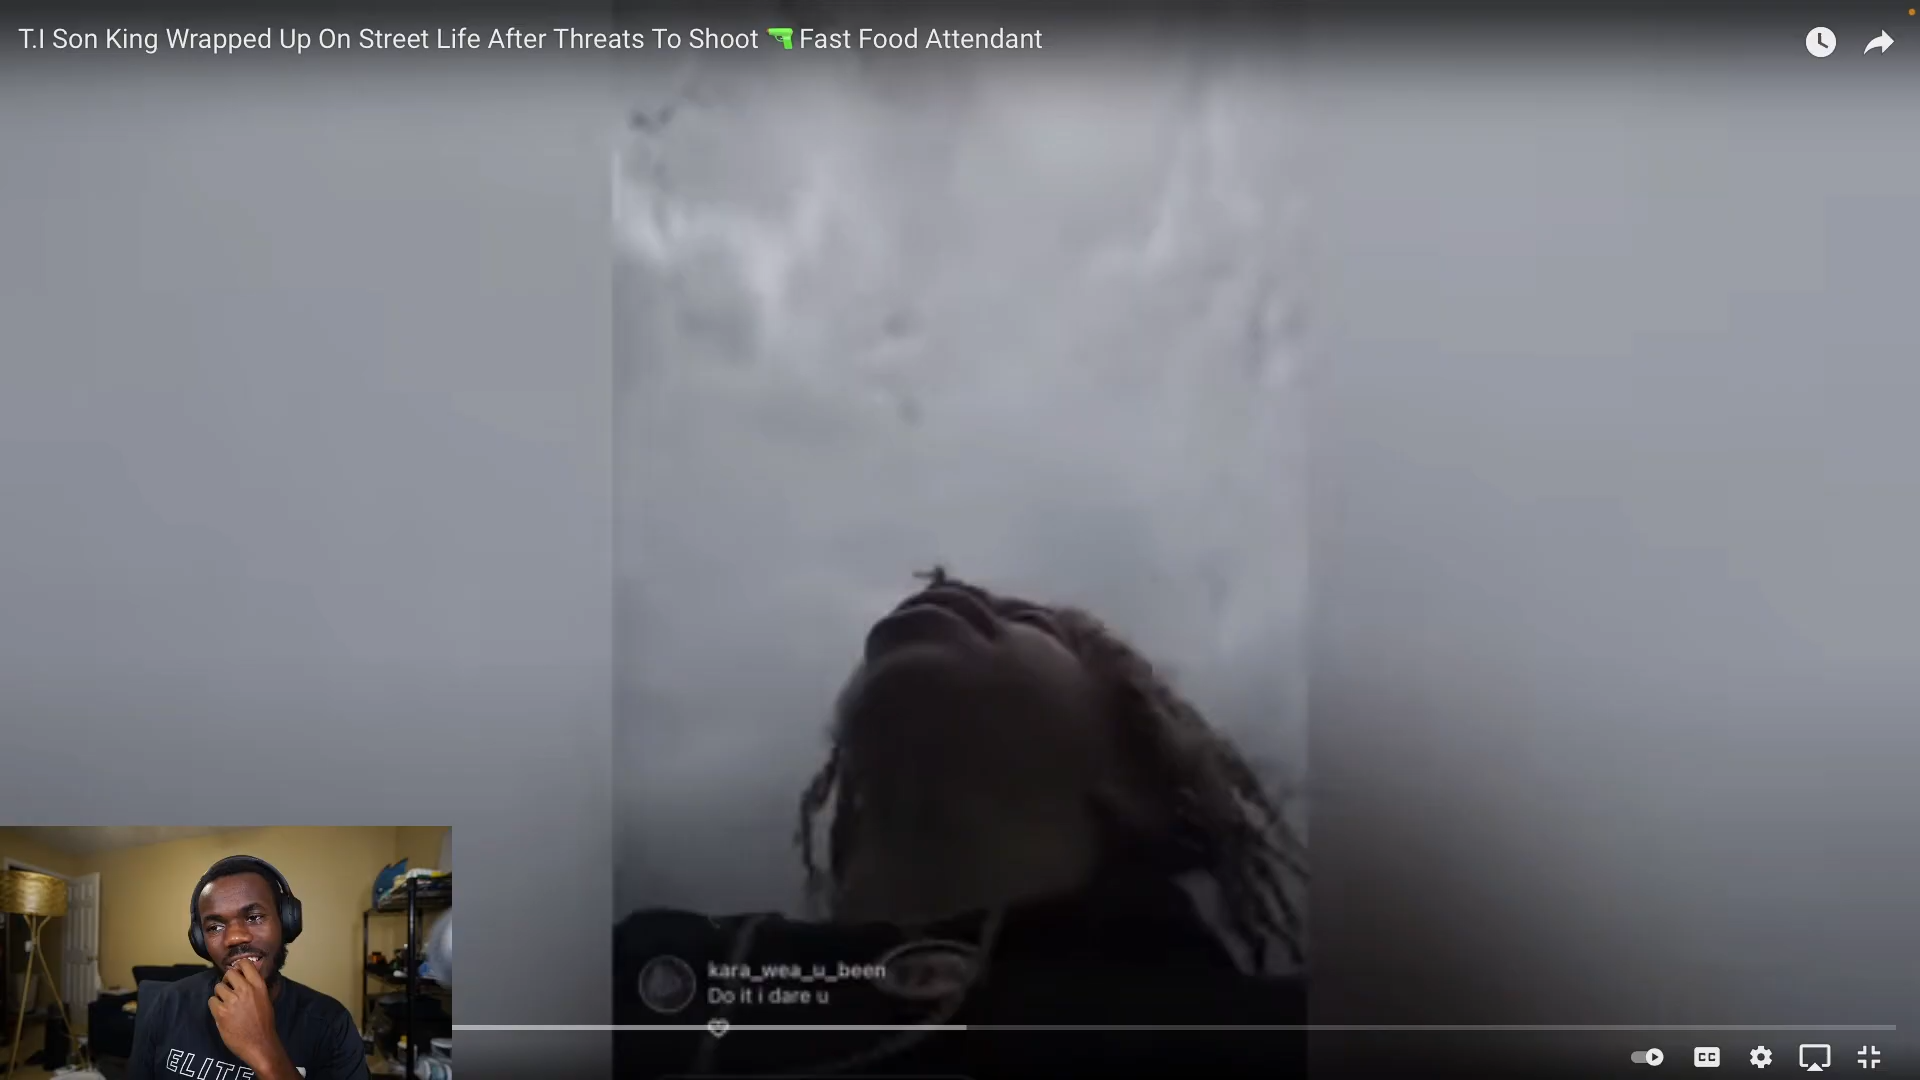 T.I Son King Wrapped Up On Street Life After Threats To Shoot 🔫 Fast Food Attendant
kara_wea_u_been
Do it i dare u
CC
ELITE